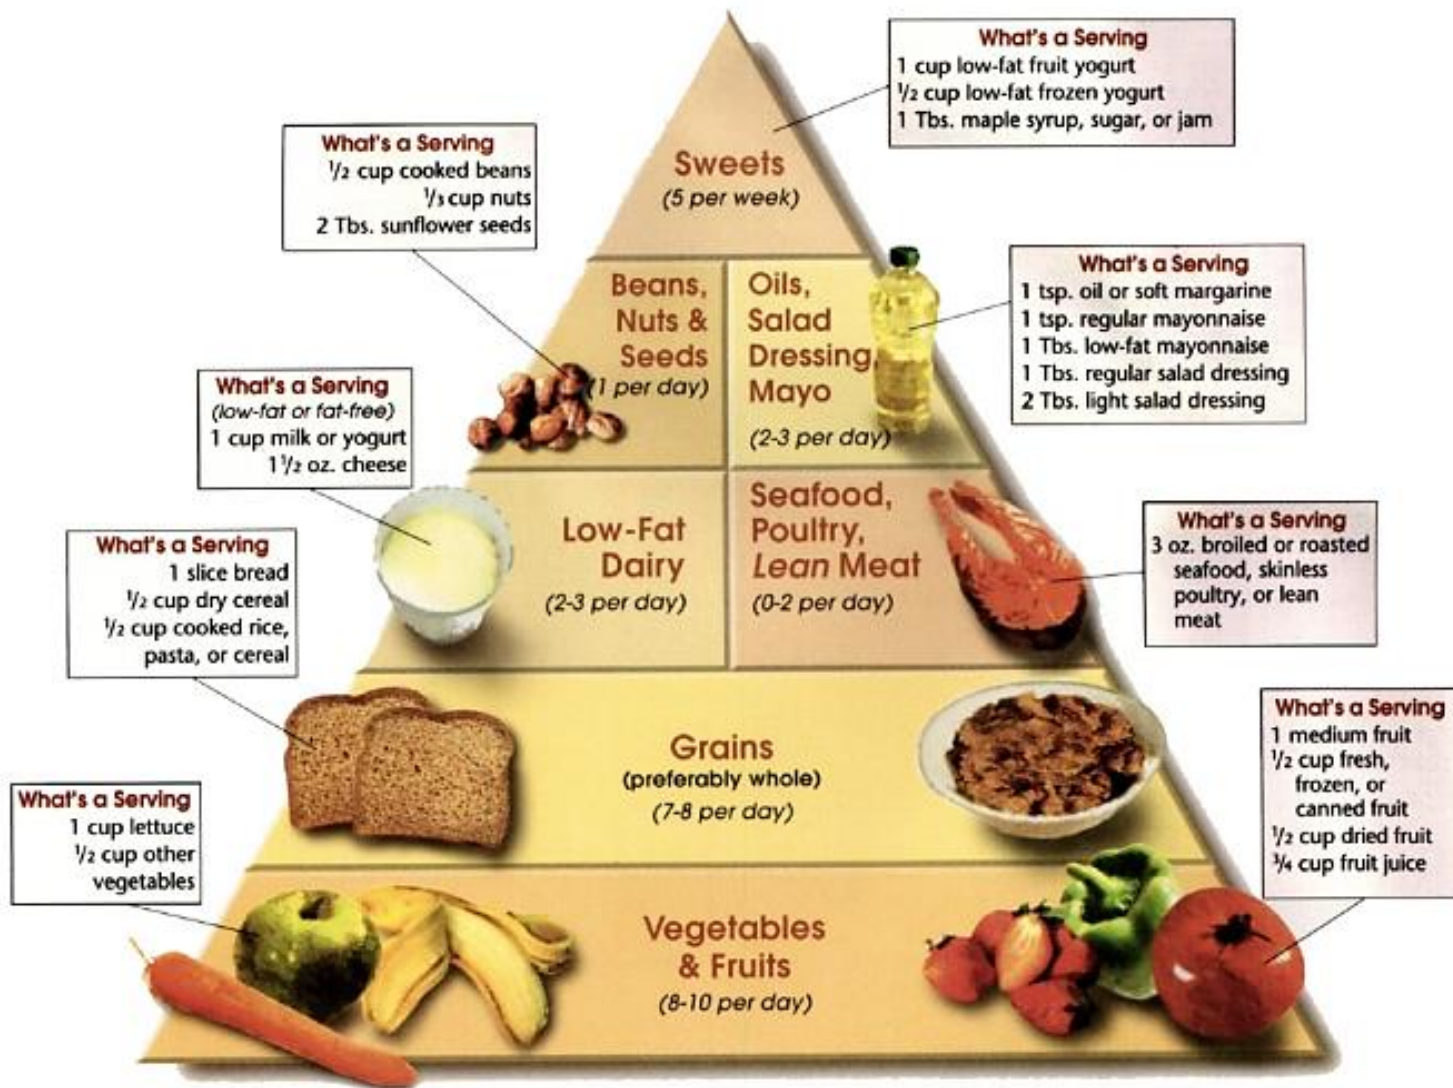 What's a Serving
1 cup low-fat fruit yogurt
1/2 cup low-fat frozen yogurt
1 Tbs. maple syrup, sugar, or jam
Sweets
(5 per week)
What's a Serving
1/2 cup cooked beans
1/3 cup nuts
2 Tbs. sunflower seeds
Beans,
Nuts &
Seeds
(1 per day)
Oils,
Salad
Dressing,
Mayo
(2-3 per day)
What's a Serving
1 tsp. oil or soft margarine
1 tsp. regular mayonnaise
1 Tbs. low-fat mayonnaise
1 Tbs. regular salad dressing
2 Tbs. light salad dressing
What's a Serving
(low-fat or fat-free)
1 cup milk or yogurt
1 1/2 oz. cheese
Low-Fat
Dairy
(2-3 per day)
Seafood,
Poultry,
Lean Meat
(0-2 per day)
What's a Serving
3 oz. broiled or roasted
seafood, skinless
poultry, or lean
meat
What's a Serving
1 slice bread
1/2 cup dry cereal
1/2 cup cooked rice,
pasta, or cereal
Grains
(preferably whole)
(7-8 per day)
What's a Serving
1 medium fruit
1/2 cup fresh,
frozen, or
canned fruit
1/2 cup dried fruit
3/4 cup fruit juice
What's a Serving
1 cup lettuce
1/2 cup other
vegetables
Vegetables
& Fruits
(8-10 per day)